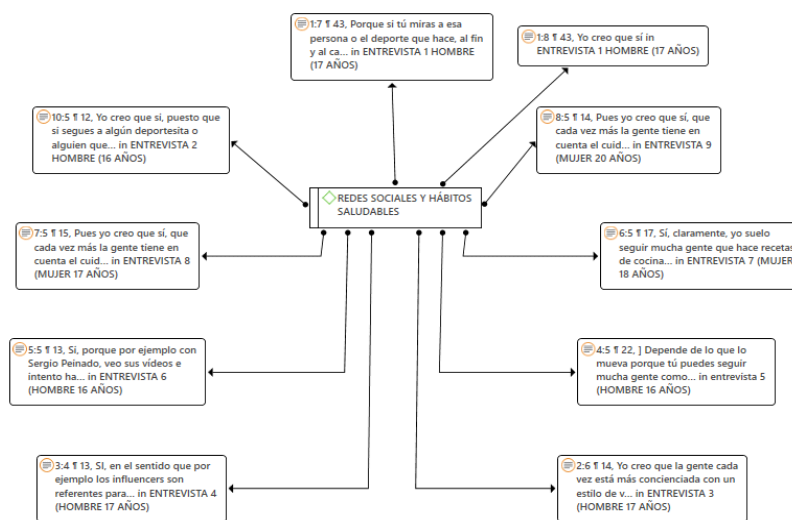 1:7 ¶ 43, Porque si tú miras a esa
persona o el deporte que hace, al fin
y al ca... in ENTREVISTA 1 HOMBRE
(17 AÑOS)
1:8 ¶ 43, Yo creo que sí in
ENTREVISTA 1 HOMBRE (17 AÑOS)
10:5 ¶ 12, Yo creo que si, puesto que
si segues a algún deportesita o
alguien que... in ENTREVISTA 2
HOMBRE (16 AÑOS)
8:5 ¶ 14, Pues yo creo que sí, que
cada vez más la gente tiene en
cuenta el cuid... in ENTREVISTA 9
(MUJER 20 AÑOS)
REDES SOCIALES Y HÁBITOS
SALUDABLES
7:5 ¶ 15, Pues yo creo que sí, que
cada vez más la gente tiene en
cuenta el cuid... in ENTREVISTA 8
(MUJER 17 AÑOS)
6:5 ¶ 17, Sí, claramente, yo suelo
seguir mucha gente que hace recetas
de cocina... in ENTREVISTA 7 (MUJER
18 AÑOS)
5:5 ¶ 13, Si, porque por ejemplo con
Sergio Peinado, veo sus vídeos e
intento ha... in ENTREVISTA 6
(HOMBRE 16 AÑOS)
4:5 ¶ 22, ] Depende de lo que lo
mueva porque tú puedes seguir
mucha gente como... in entrevista 5
(HOMBRE 16 AÑOS)
3:4 ¶ 13, SI, en el sentido que por
ejemplo los influencers son
referentes para... in ENTREVISTA 4
(HOMBRE 17 AÑOS)
2:6 ¶ 14, Yo creo que la gente cada
vez está más concienciada con un
estilo de v... in ENTREVISTA 3
(HOMBRE 17 AÑOS)